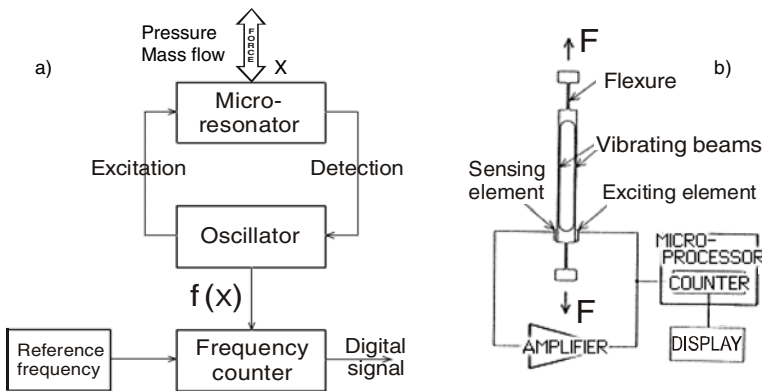 Pressure
Mass flow
FORCE
X
a)
Micro-
resonator
Excitation
Detection
Oscillator
f(x)
Reference
frequency
Frequency
counter
Digital
signal
b)
F
Flexure
Vibrating beams
Sensing
element
Exciting element
MICRO-
PROCESSOR
COUNTER
F
AMPLIFIER
DISPLAY